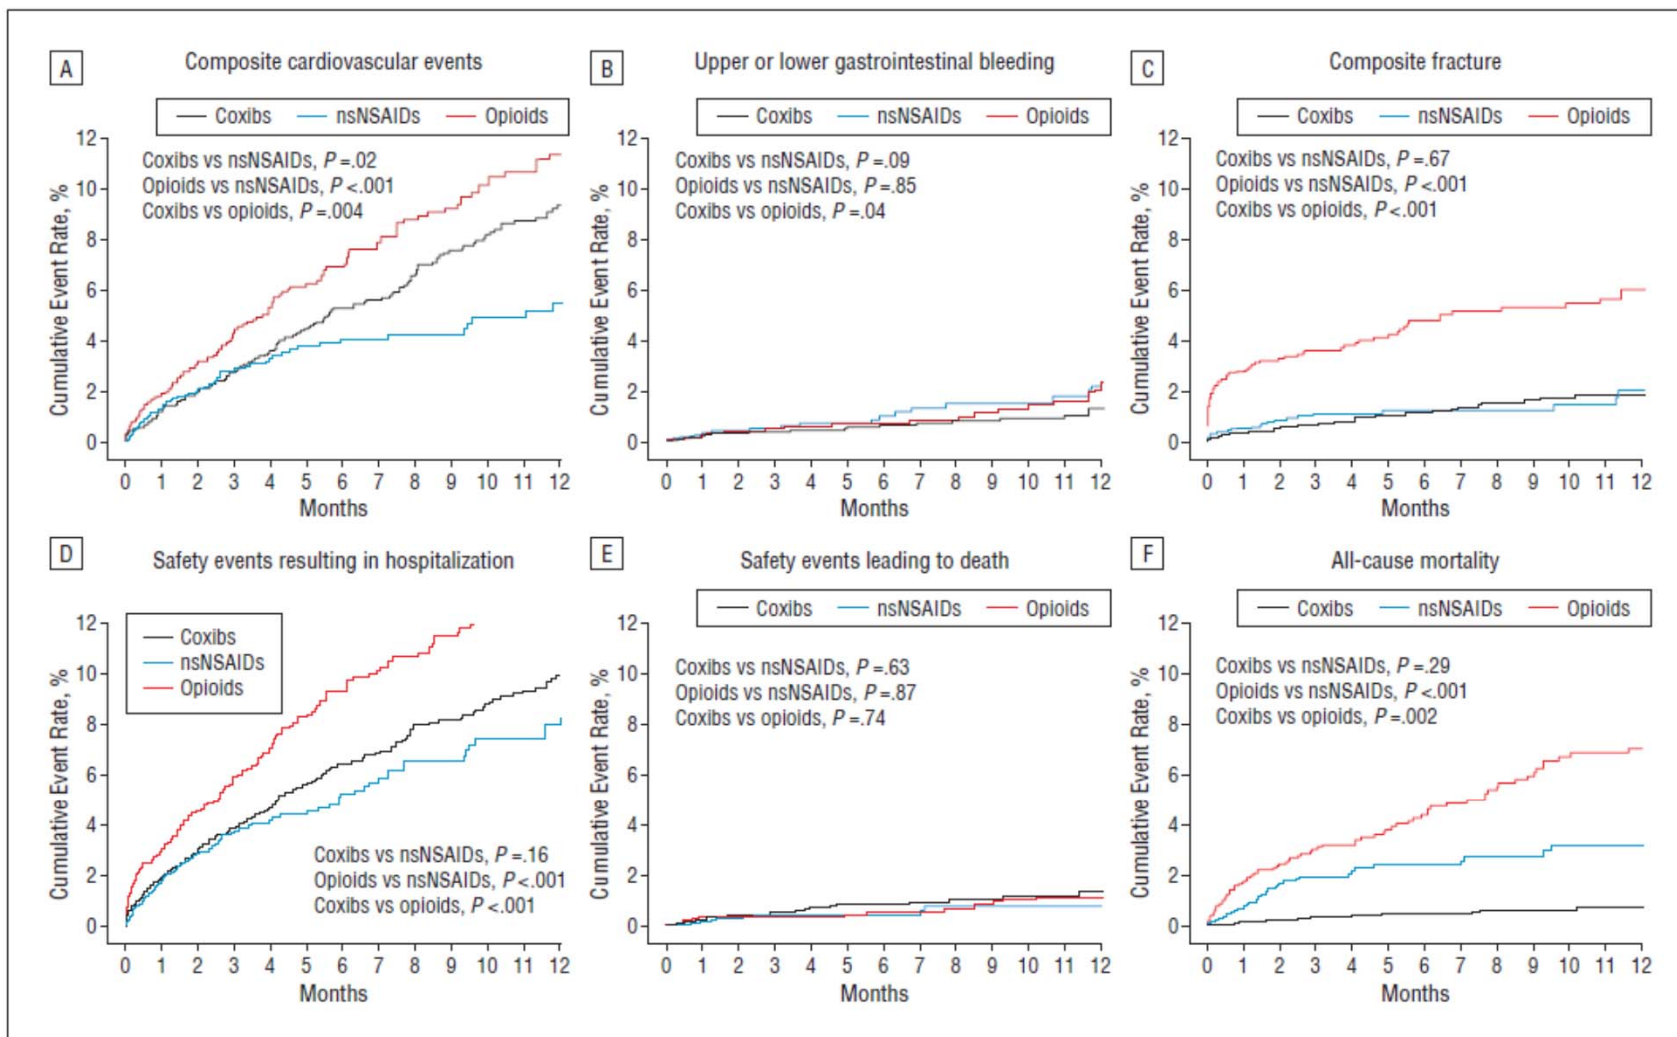 A
Composite cardiovascular events
Coxibs nsNSAIDs Opioids
Coxibs vs nsNSAIDs, P=.02
Opioids vs nsNSAIDs, P<.001
Coxibs vs opioids, P=.004
Cumulative Event Rate, %
12
10
8
6
4
2
0
0 1 2 3 4 5 6 7 8 9 10 11 12
Months
B
Upper or lower gastrointestinal bleeding
Coxibs nsNSAIDs Opioids
Coxibs vs nsNSAIDs, P=.09
Opioids vs nsNSAIDs, P=.85
Coxibs vs opioids, P=.04
Cumulative Event Rate, %
12
10
8
6
4
2
0
0 1 2 3 4 5 6 7 8 9 10 11 12
Months
C
Composite fracture
Coxibs nsNSAIDs Opioids
Coxibs vs nsNSAIDs, P=.67
Opioids vs nsNSAIDs, P<.001
Coxibs vs opioids, P<.001
Cumulative Event Rate, %
12
10
8
6
4
2
0
0 1 2 3 4 5 6 7 8 9 10 11 12
Months
D
Safety events resulting in hospitalization
Coxibs
nsNSAIDs
Opioids
Coxibs vs nsNSAIDs, P=.16
Opioids vs nsNSAIDs, P<.001
Coxibs vs opioids, P<.001
Cumulative Event Rate, %
12
10
8
6
4
2
0
0 1 2 3 4 5 6 7 8 9 10 11 12
Months
E
Safety events leading to death
Coxibs nsNSAIDs Opioids
Coxibs vs nsNSAIDs, P=.63
Opioids vs nsNSAIDs, P=.87
Coxibs vs opioids, P=.74
Cumulative Event Rate, %
12
10
8
6
4
2
0
0 1 2 3 4 5 6 7 8 9 10 11 12
Months
F
All-cause mortality
Coxibs nsNSAIDs Opioids
Coxibs vs nsNSAIDs, P=.29
Opioids vs nsNSAIDs, P<.001
Coxibs vs opioids, P=.002
Cumulative Event Rate, %
12
10
8
6
4
2
0
0 1 2 3 4 5 6 7 8 9 10 11 12
Months